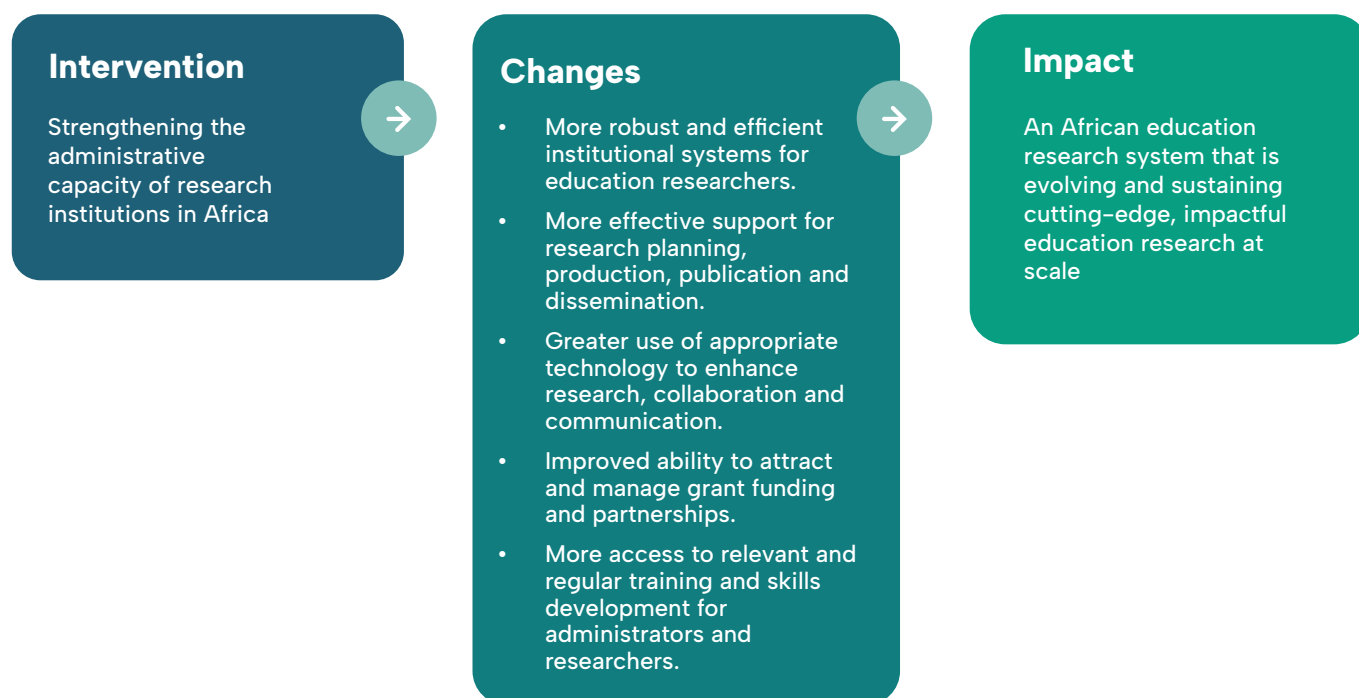 Intervention
Strengthening the
administrative
capacity of research
institutions in Africa
Changes
• More robust and efficient
institutional systems for
education researchers.
• More effective support for
research planning,
production, publication and
dissemination.
• Greater use of appropriate
technology to enhance
research, collaboration and
communication.
• Improved ability to attract
and manage grant funding
and partnerships.
• More access to relevant and
regular training and skills
development for
administrators and
researchers.
Impact
An African education
research system that is
evolving and sustaining
cutting-edge, impactful
education research at
scale